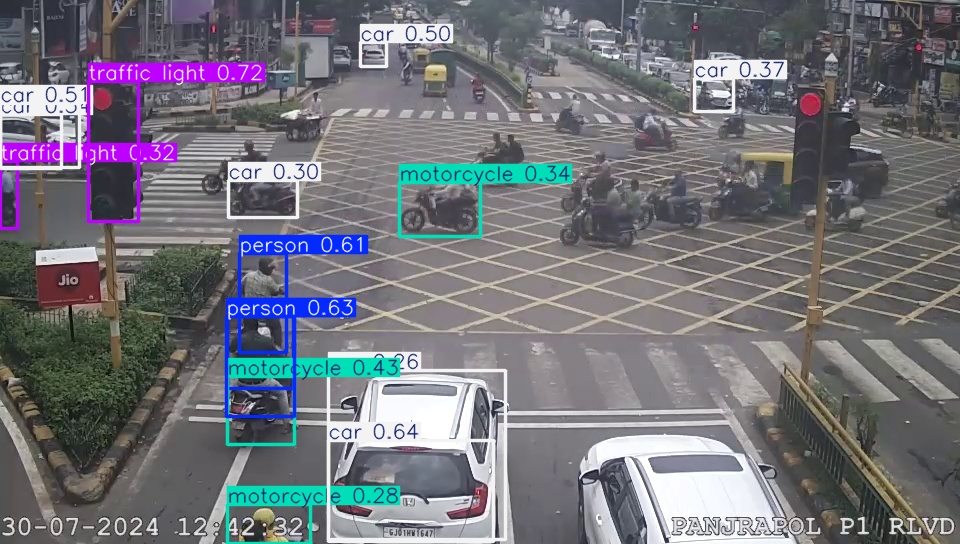 car 0.50
traffic light 0.72
car 0.37
car 0.51
traffic light 0.32
car 0.30
motorcycle 0.34
person 0.61
Jio
person 0.63
motorcycle 0.43
0.26
car 0.64
motorcycle 0.28
GJ01HW1647
30-07-2024 12:42:32
PANJRAPOL P1 RLVD